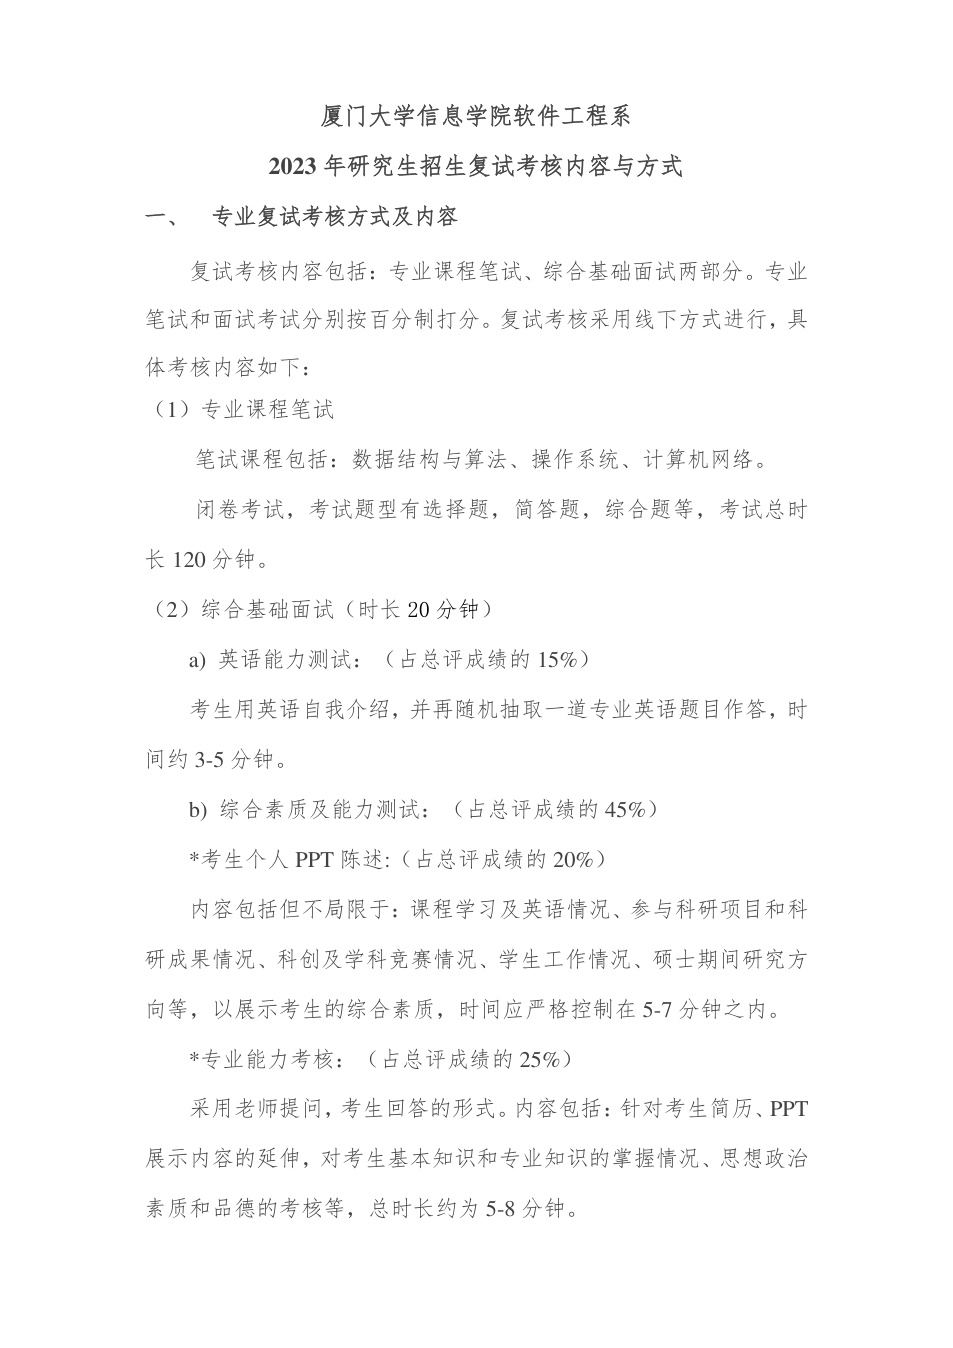 厦门大学信息学院软件工程系
2023 年研究生招生复试考核内容与方式
一、 专业复试考核方式及内容
复试考核内容包括：专业课程笔试、综合基础面试两部分。专业
笔试和面试考试分别按百分制打分。复试考核采用线下方式进行，具
体考核内容如下：
（1）专业课程笔试
笔试课程包括：数据结构与算法、操作系统、计算机网络。
闭卷考试，考试题型有选择题，简答题，综合题等，考试总时
长 120 分钟。
（2）综合基础面试（时长 20 分钟）
a) 英语能力测试：（占总评成绩的 15%）
考生用英语自我介绍，并再随机抽取一道专业英语题目作答，时
间约 3-5 分钟。
b) 综合素质及能力测试：（占总评成绩的 45%）
*考生个人 PPT 陈述:（占总评成绩的 20%）
内容包括但不局限于：课程学习及英语情况、参与科研项目和科
研成果情况、科创及学科竞赛情况、学生工作情况、硕士期间研究方
向等，以展示考生的综合素质，时间应严格控制在 5-7 分钟之内。
*专业能力考核：（占总评成绩的 25%）
采用老师提问，考生回答的形式。内容包括：针对考生简历、PPT
展示内容的延伸，对考生基本知识和专业知识的掌握情况、思想政治
素质和品德的考核等，总时长约为 5-8 分钟。